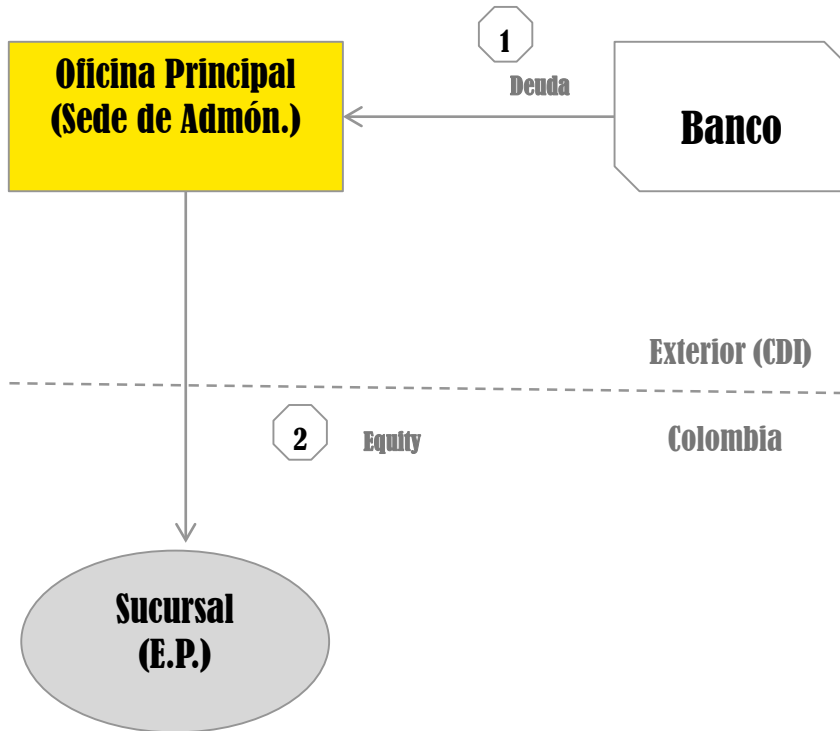 1
Oficina Principal
(Sede de Admón.)
Deuda
Banco
Exterior (CDI)
2
Equity
Colombia
Sucursal
(E.P.)